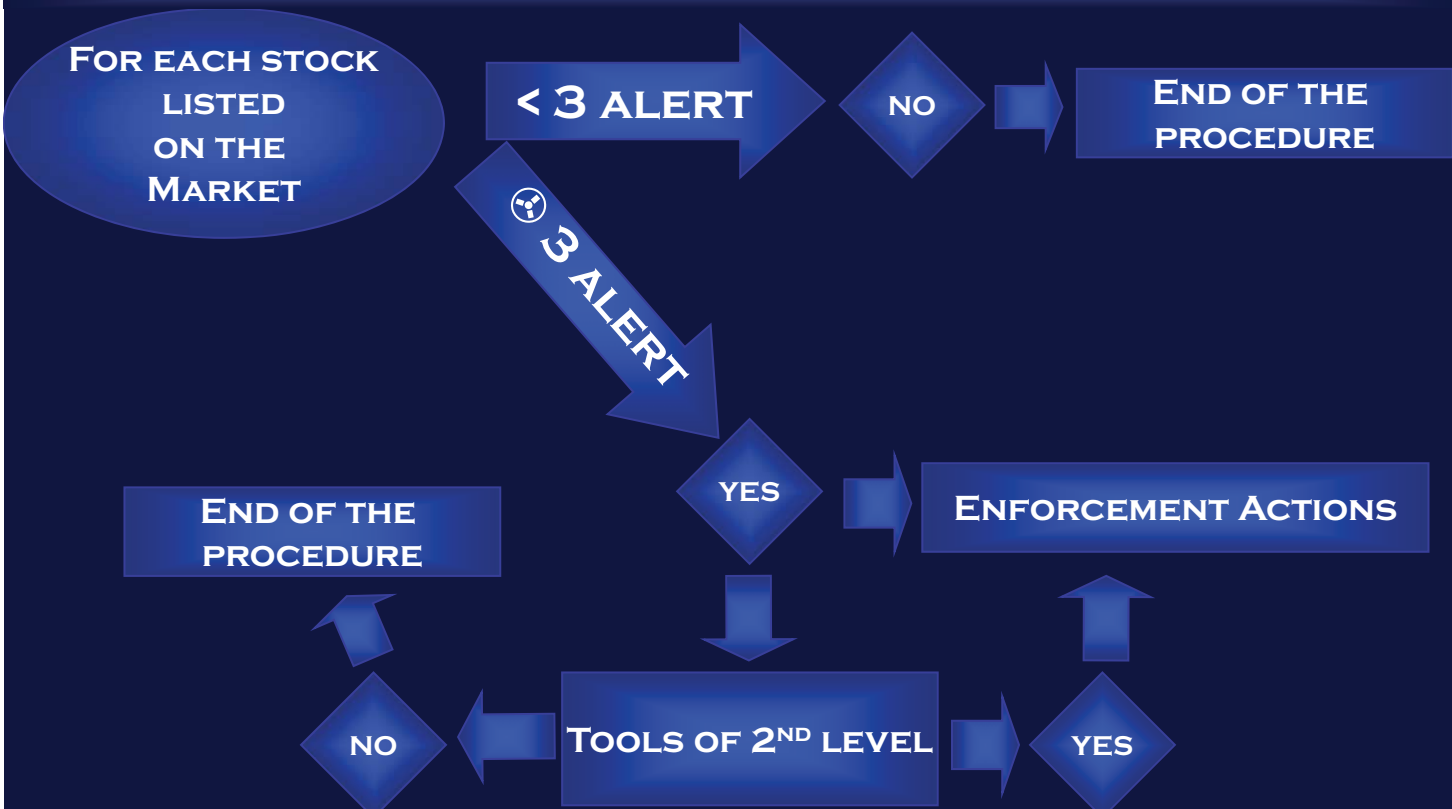 FOR EACH STOCK
LISTED
ON THE
MARKET
< 3 ALERT
NO
END OF THE
PROCEDURE
3 ALERT
YES
ENFORCEMENT ACTIONS
END OF THE
PROCEDURE
NO
TOOLS OF 2ND LEVEL
YES